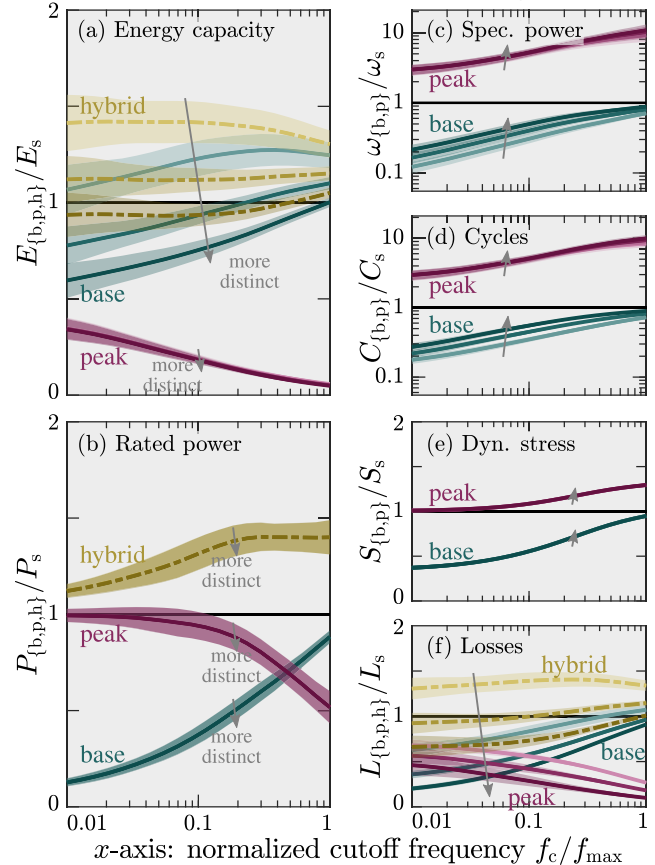 (a) Energy capacity
E{b,p,h}/Es
2
1
0
hybrid
base
more
distinct
peak
more
distinct
(b) Rated power
P{b,p,h}/Ps
2
1
0
hybrid
more
distinct
peak
more
distinct
base
more
distinct
0.01
0.1
1
(c) Spec. power
ω{b,p}/ωs
10
1
0.1
peak
base
(d) Cycles
C{b,p}/Cs
10
1
0.1
peak
base
(e) Dyn. stress
S{b,p}/Ss
2
1
0
peak
base
(f) Losses
L{b,p,h}/Ls
2
1
0
hybrid
base
peak
0.01
0.1
1
x-axis: normalized cutoff frequency fc/fmax